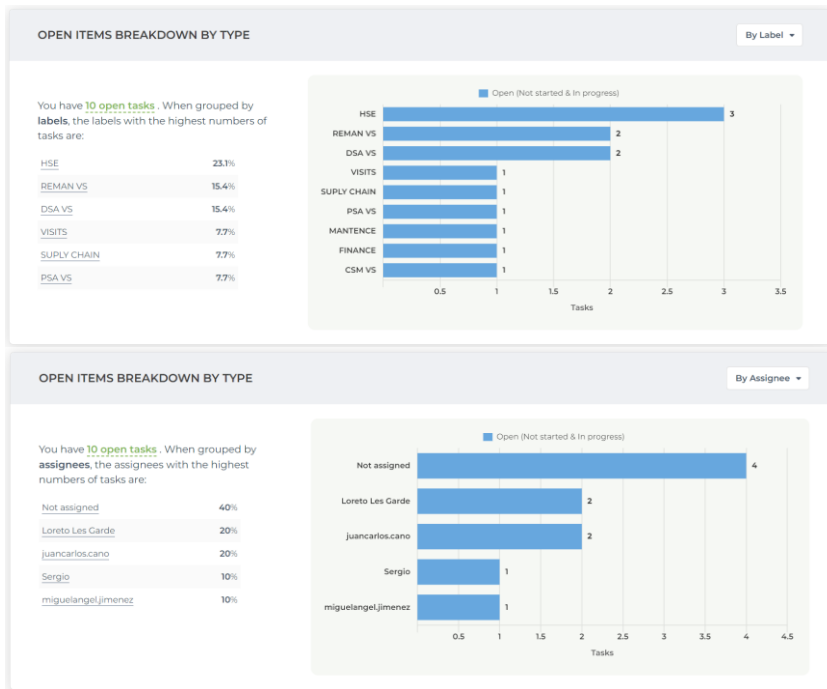 OPEN ITEMS BREAKDOWN BY TYPE
By Label
You have 10 open tasks . When grouped by
labels, the labels with the highest numbers of
tasks are:
HSE 23.1%
REMAN VS 15.4%
DSA VS 15.4%
VISITS 7.7%
SUPLY CHAIN 7.7%
PSA VS 7.7%
Open (Not started & In progress)
HSE 3
REMAN VS 2
DSA VS 2
VISITS 1
SUPLY CHAIN 1
PSA VS 1
MANTENCE 1
FINANCE 1
CSM VS 1
0.5 1 1.5 2 2.5 3 3.5
Tasks
OPEN ITEMS BREAKDOWN BY TYPE
By Assignee
You have 10 open tasks . When grouped by
assignees, the assignees with the highest
numbers of tasks are:
Not assigned 40%
Loreto Les Garde 20%
juancarlos.cano 20%
Sergio 10%
miguelangel.jimenez 10%
Open (Not started & In progress)
Not assigned 4
Loreto Les Garde 2
juancarlos.cano 2
Sergio 1
miguelangel.jimenez 1
0.5 1 1.5 2 2.5 3 3.5 4 4.5
Tasks